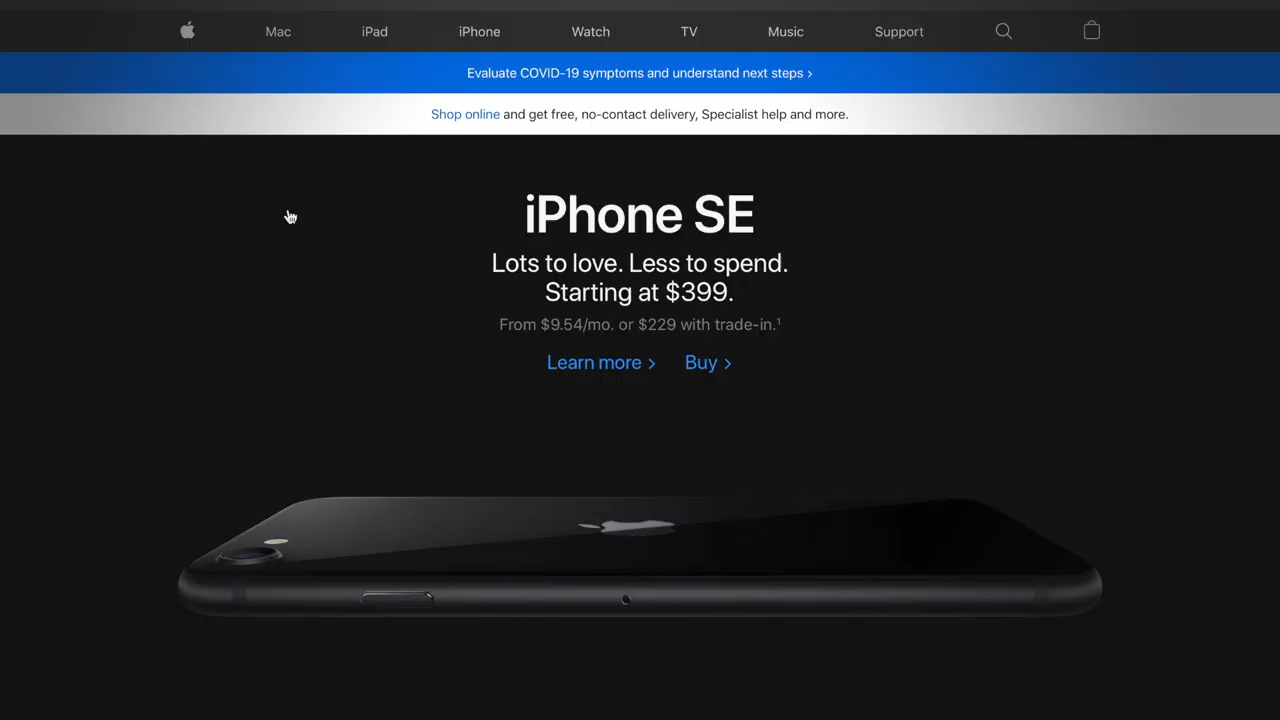 Mac iPad iPhone Watch TV Music Support
Evaluate COVID-19 symptoms and understand next steps >
Shop online and get free, no-contact delivery, Specialist help and more.
iPhone SE
Lots to love. Less to spend.
Starting at $399.
From $9.54/mo. or $229 with trade-in.¹
Learn more > Buy >